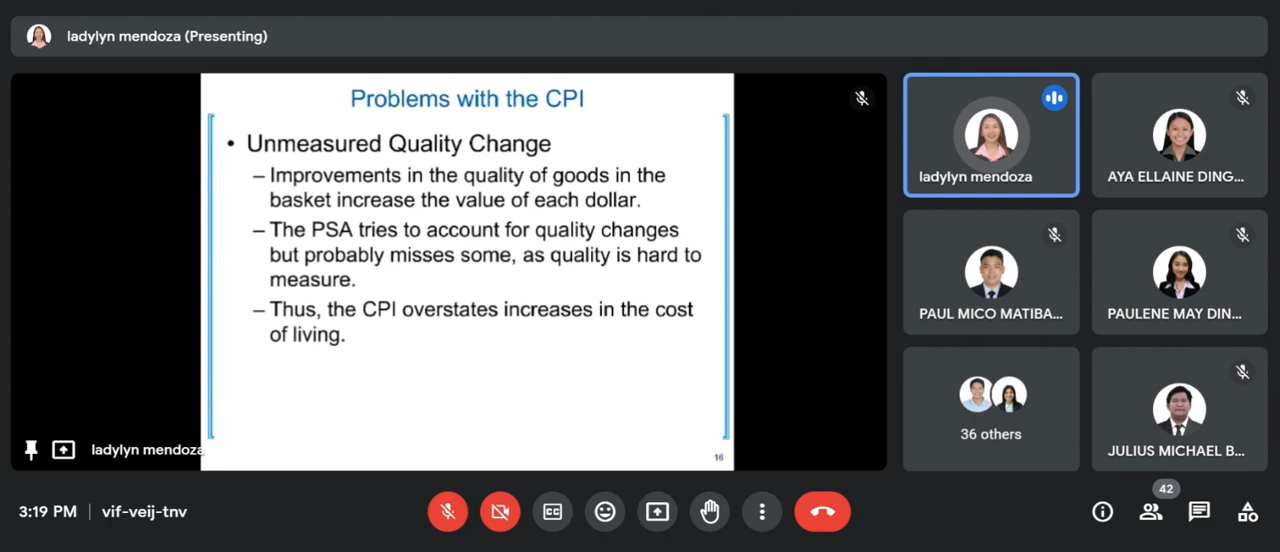 ladylyn mendoza (Presenting)
Problems with the CPI
• Unmeasured Quality Change
– Improvements in the quality of goods in the
basket increase the value of each dollar.
– The PSA tries to account for quality changes
but probably misses some, as quality is hard to
measure.
– Thus, the CPI overstates increases in the cost
of living.
16
ladylyn mendoza
ladylyn mendoza
AYA ELLAINE DING...
PAUL MICO MATIBA...
PAULENE MAY DIN...
36 others
JULIUS MICHAEL B...
3:19 PM | vif-veij-tnv
CC
42